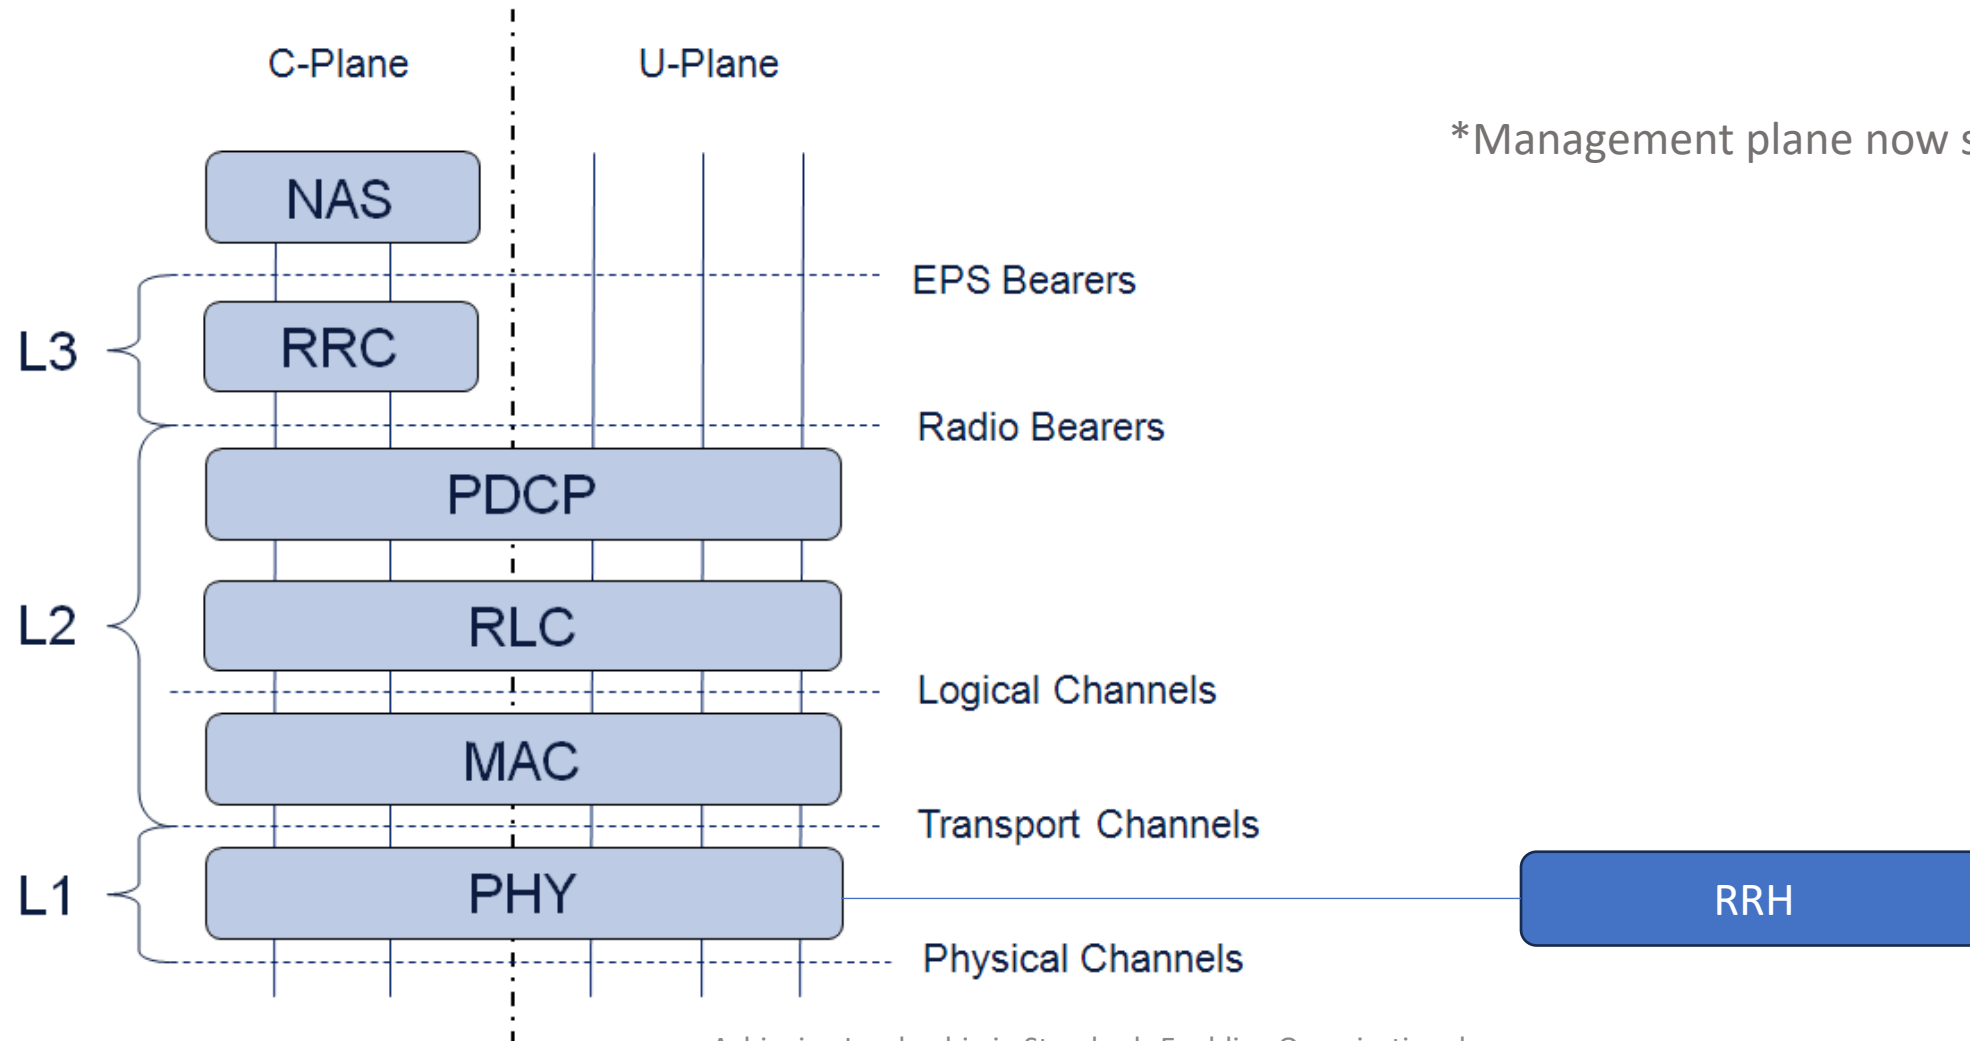 C-Plane
U-Plane
*Management plane now s
NAS
EPS Bearers
L3
RRC
Radio Bearers
PDCP
L2
RLC
Logical Channels
MAC
Transport Channels
L1
PHY
RRH
Physical Channels